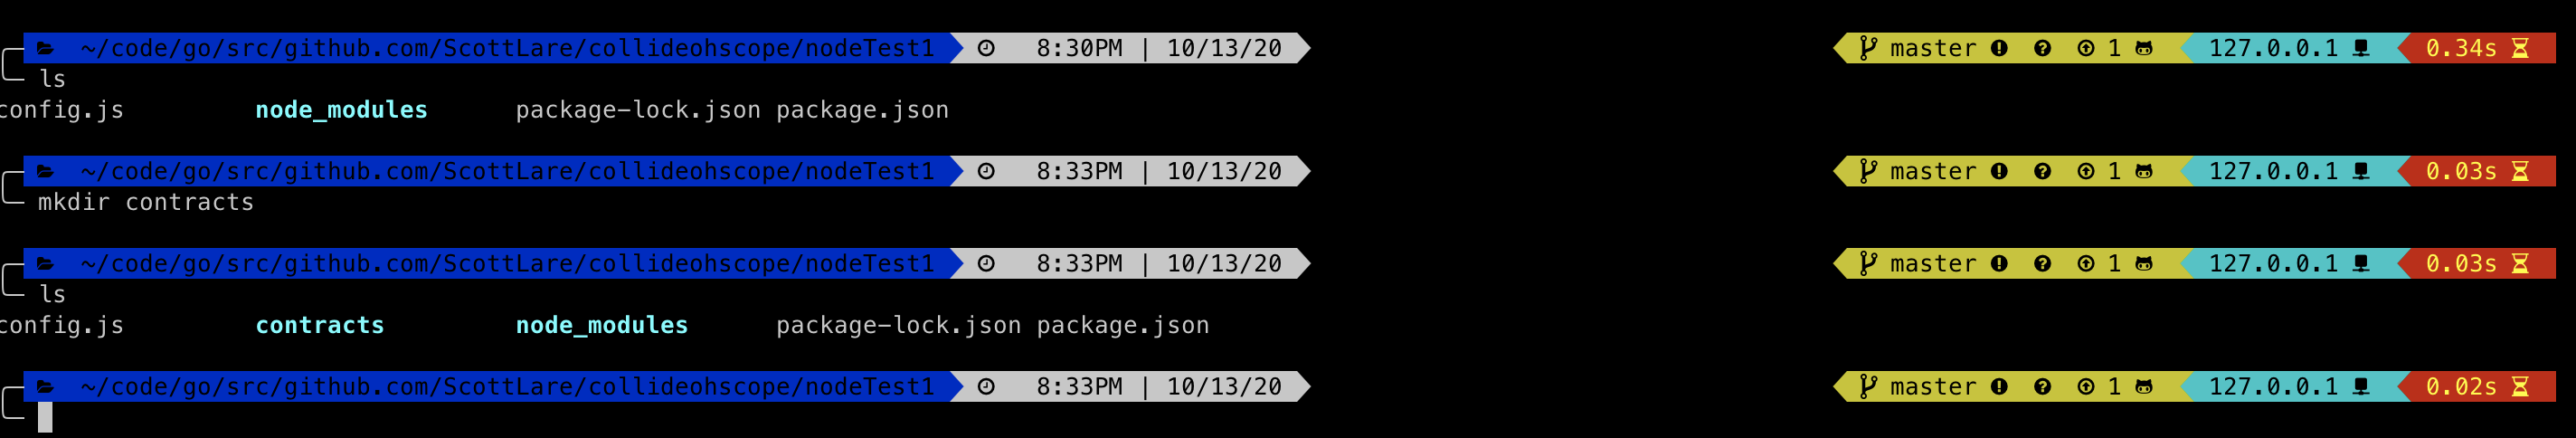 ~/code/go/src/github.com/ScottLare/collideohscope/nodeTest1 8:30PM | 10/13/20 master 1 127.0.0.1 0.34s
ls
config.js node_modules package-lock.json package.json
~/code/go/src/github.com/ScottLare/collideohscope/nodeTest1 8:33PM | 10/13/20 master 1 127.0.0.1 0.03s
mkdir contracts
~/code/go/src/github.com/ScottLare/collideohscope/nodeTest1 8:33PM | 10/13/20 master 1 127.0.0.1 0.03s
ls
config.js contracts node_modules package-lock.json package.json
~/code/go/src/github.com/ScottLare/collideohscope/nodeTest1 8:33PM | 10/13/20 master 1 127.0.0.1 0.02s